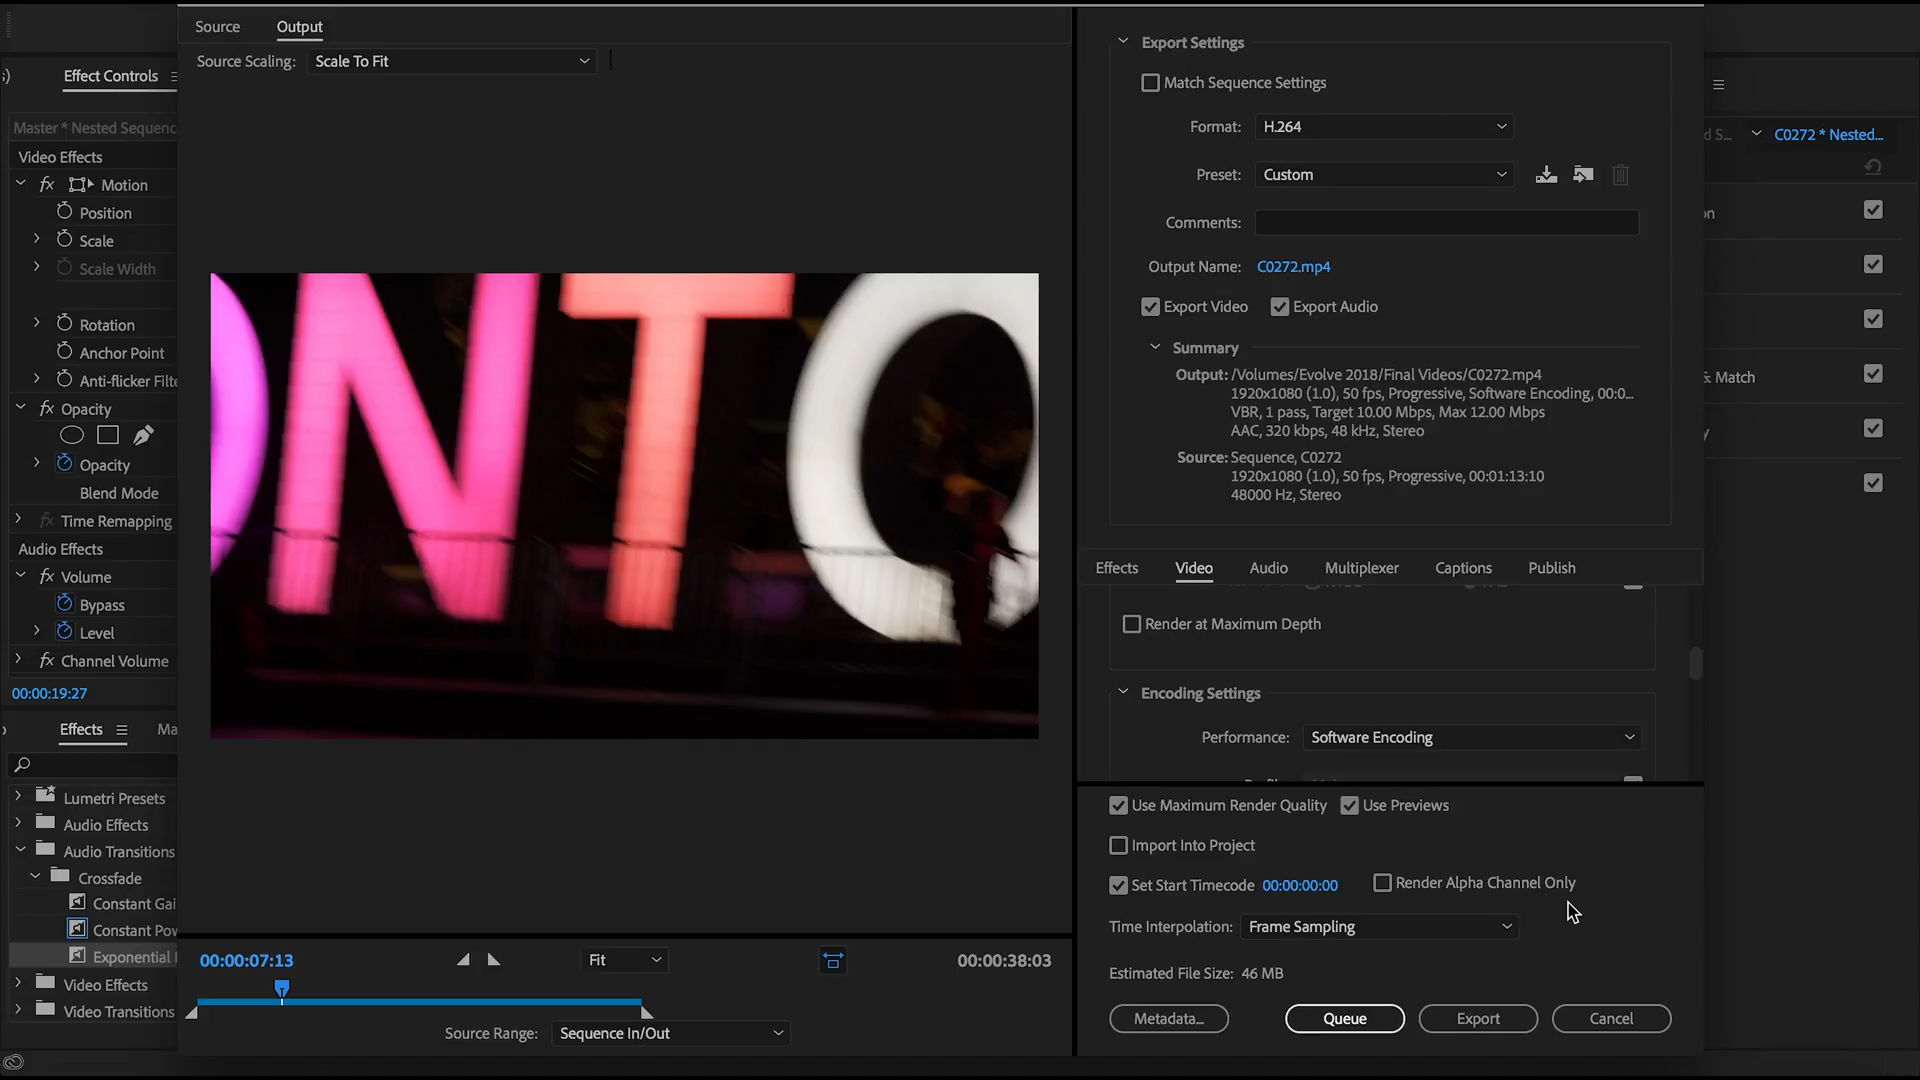 Source
Output
Source Scaling:
Scale To Fit
Effect Controls
Master * Nested Sequenc
Video Effects
fx Motion
Position
Scale
Scale Width
Rotation
Anchor Point
Anti-flicker Filte
fx Opacity
Opacity
Blend Mode
fx Time Remapping
Audio Effects
fx Volume
Bypass
Level
fx Channel Volume
00:00:19:27
Effects
Ma
Lumetri Presets
Audio Effects
Audio Transitions
Crossfade
Constant Gai
Constant Pow
Exponential
Video Effects
Video Transitions
ONTO
00:00:07:13
Fit
00:00:38:03
Source Range:
Sequence In/Out
Export Settings
Match Sequence Settings
Format:
H.264
Preset:
Custom
Comments:
Output Name:
C0272.mp4
Export Video
Export Audio
Summary
Output: /Volumes/Evolve 2018/Final Videos/C0272.mp4
1920x1080 (1.0), 50 fps, Progressive, Software Encoding, 00:0...
VBR, 1 pass, Target 10.00 Mbps, Max 12.00 Mbps
AAC, 320 kbps, 48 kHz, Stereo
Source: Sequence, C0272
1920x1080 (1.0), 50 fps, Progressive, 00:01:13:10
48000 Hz, Stereo
Effects
Video
Audio
Multiplexer
Captions
Publish
Render at Maximum Depth
Encoding Settings
Performance:
Software Encoding
Use Maximum Render Quality
Use Previews
Import Into Project
Set Start Timecode 00:00:00:00
Render Alpha Channel Only
Time Interpolation:
Frame Sampling
Estimated File Size: 46 MB
Metadata...
Queue
Export
Cancel
d S...
C0272 * Nested...
on
& Match